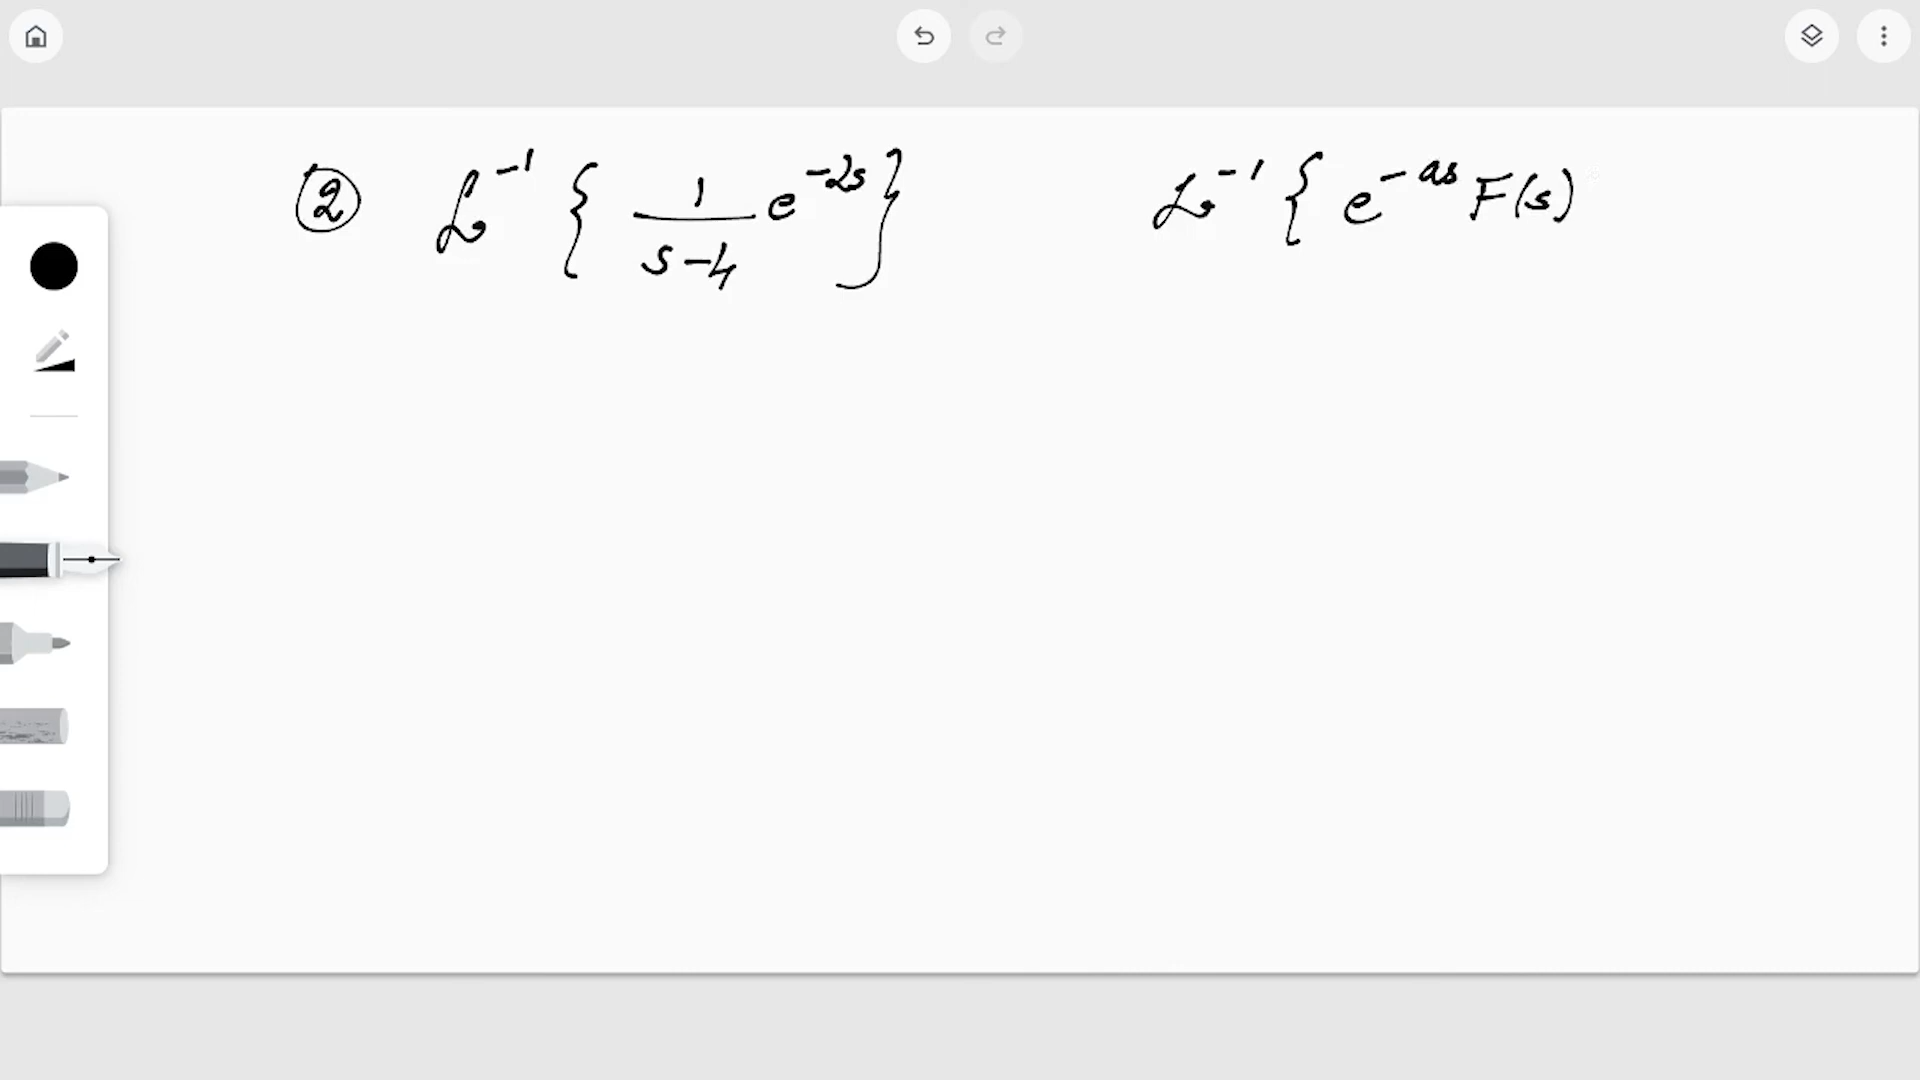 ② ℒ⁻¹ { 1/(s-4) e^(-2s) }
ℒ⁻¹ { e^(-as) F(s)